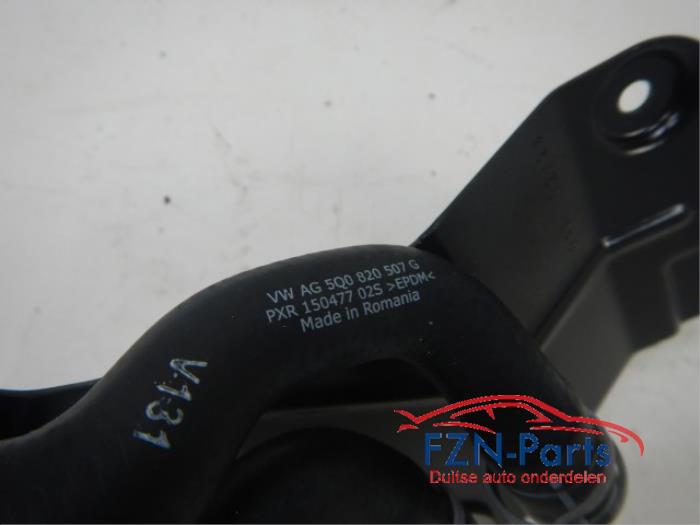 VW AG 5Q0 820 507 G
PXR 150477 02S >EPDM<
Made in Romania
V131
FZN-Parts
Duitse auto onderdelen